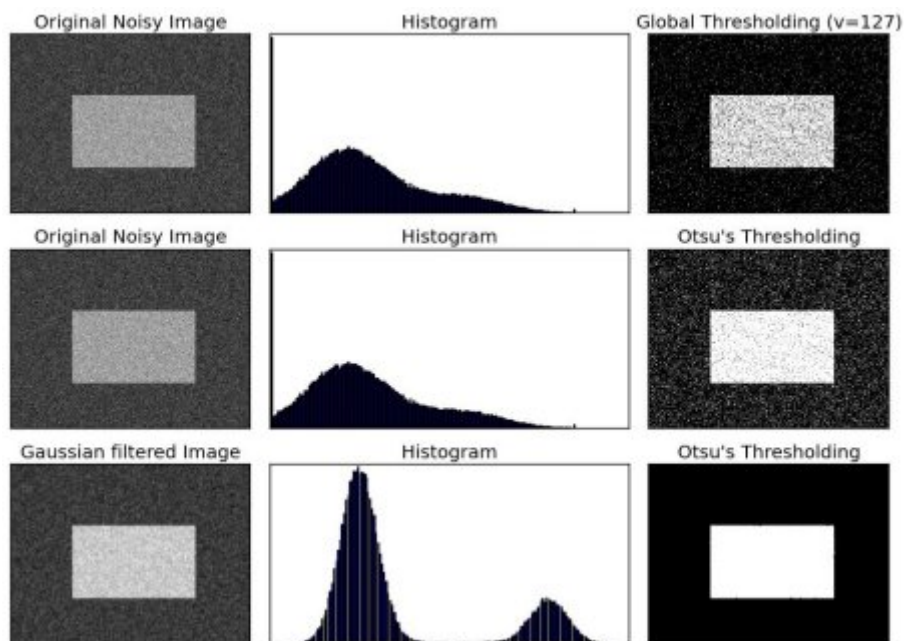 Original Noisy Image
Histogram
Global Thresholding (v=127)
Original Noisy Image
Histogram
Otsu's Thresholding
Gaussian filtered Image
Histogram
Otsu's Thresholding